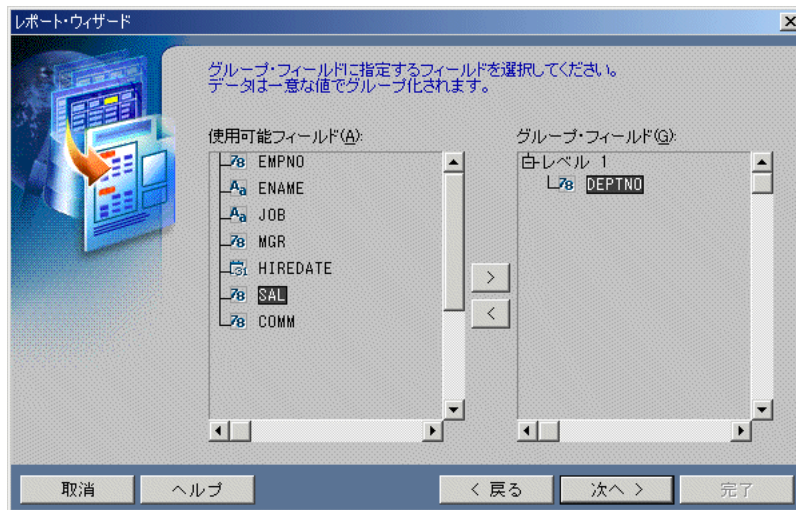 レポート・ウィザード
グループ・フィールドに指定するフィールドを選択してください。
データは一意な値でグループ化されます。
使用可能フィールド(A):
EMPNO
ENAME
JOB
MGR
HIREDATE
SAL
COMM
グループ・フィールド(G):
レベル 1
DEPTNO
>
<
取消
ヘルプ
< 戻る
次へ >
完了